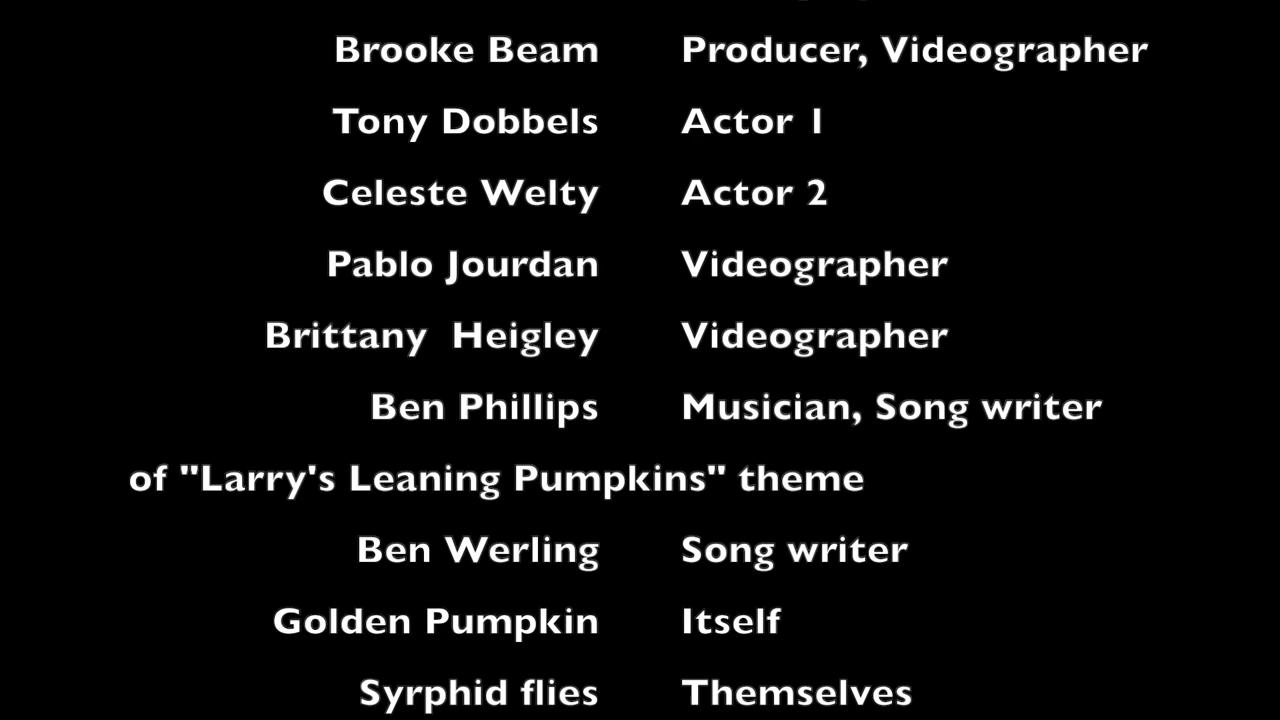 Brooke Beam Producer, Videographer
Tony Dobbels Actor 1
Celeste Welty Actor 2
Pablo Jourdan Videographer
Brittany  Heigley Videographer
Ben Phillips Musician, Song writer
of "Larry's Leaning Pumpkins" theme
Ben Werling Song writer
Golden Pumpkin Itself
Syrphid flies Themselves